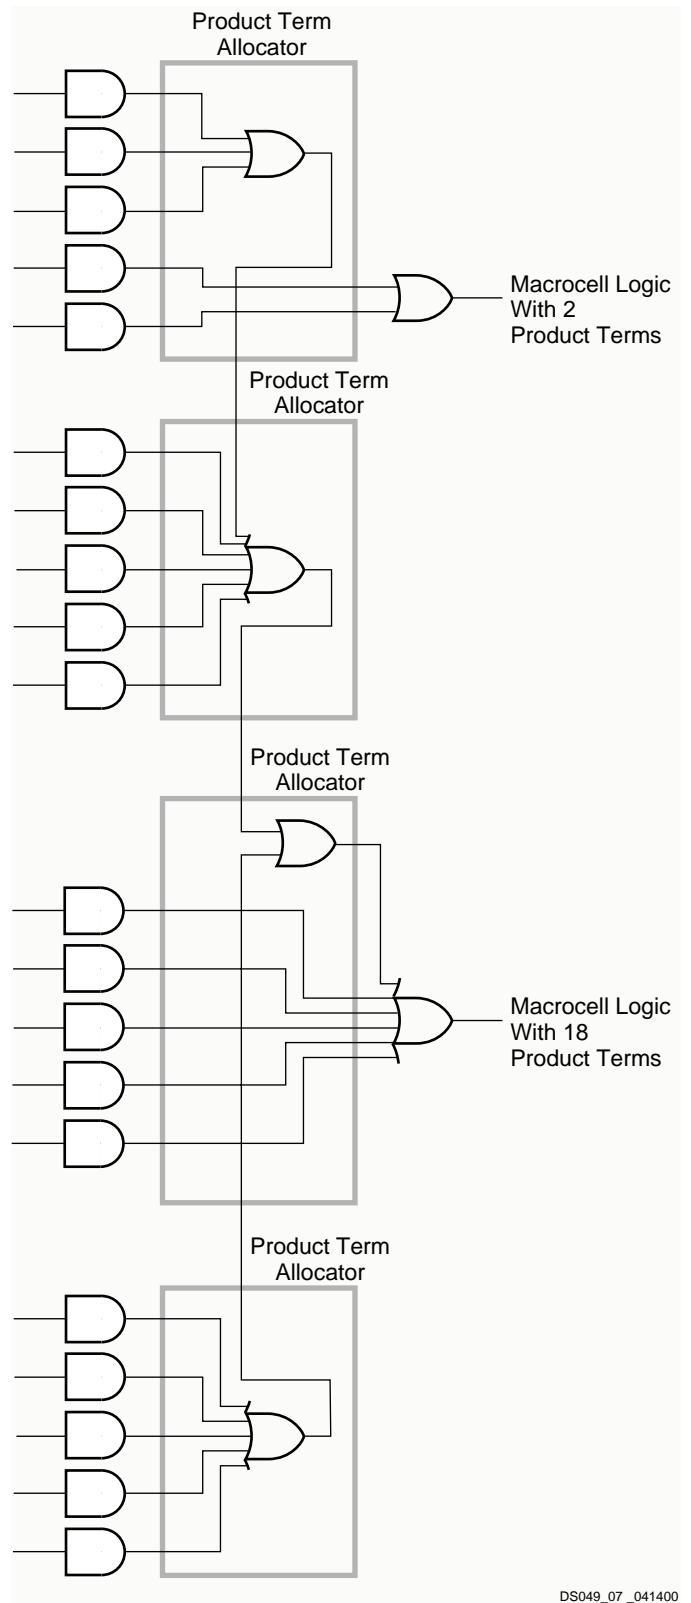 Product Term
Allocator
Macrocell Logic
With 2
Product Terms
Product Term
Allocator
Product Term
Allocator
Macrocell Logic
With 18
Product Terms
Product Term
Allocator
DS049_07 _041400